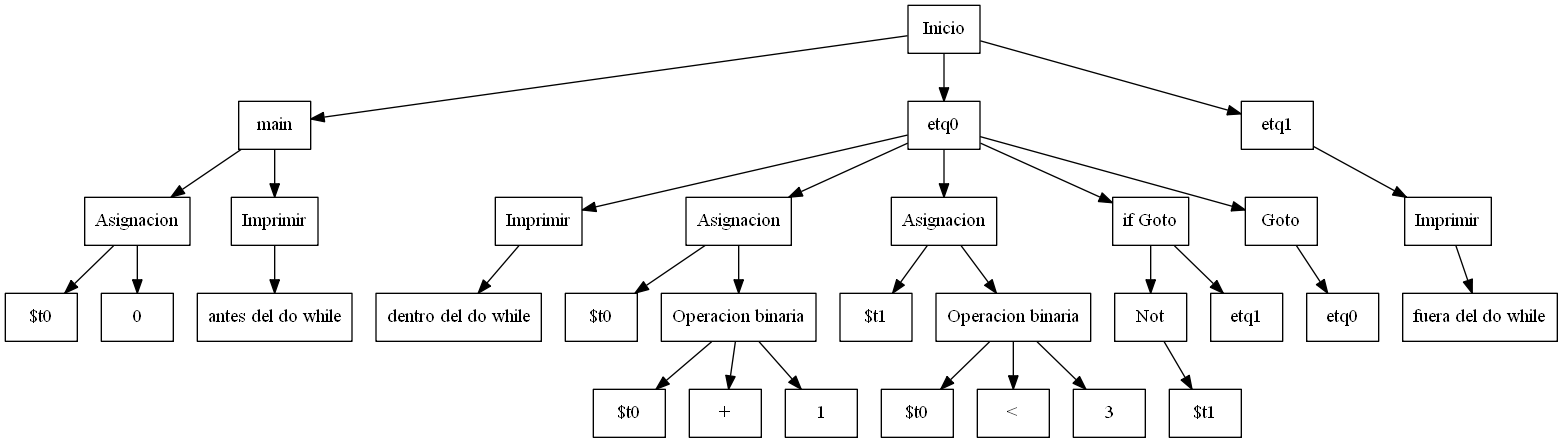 Inicio
main
etq0
etq1
Asignacion
Imprimir
Imprimir
Asignacion
Asignacion
if Goto
Goto
Imprimir
$t0
0
antes del do while
dentro del do while
$t0
Operacion binaria
$t1
Operacion binaria
Not
etq1
etq0
fuera del do while
$t0
+
1
$t0
<
3
$t1